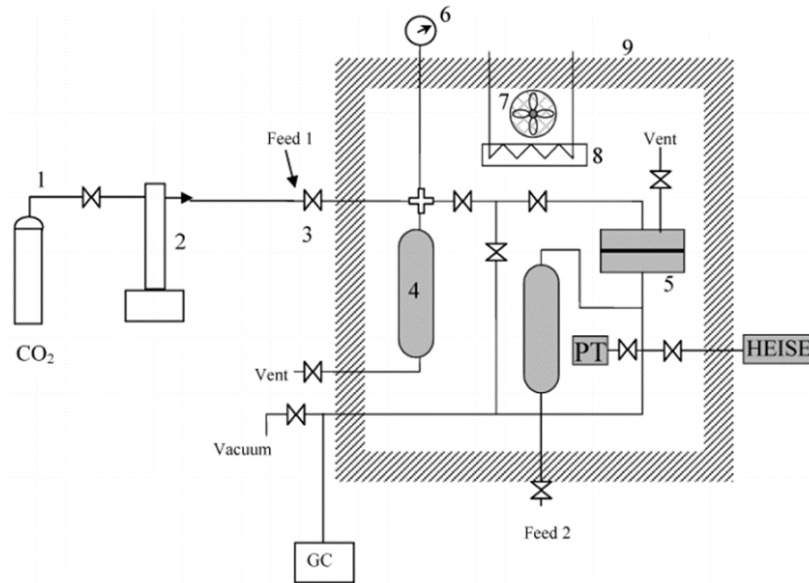 6
9
7
8
Vent
Feed 1
1
2
3
4
5
CO₂
PT
HEISE
Vent
Vacuum
GC
Feed 2